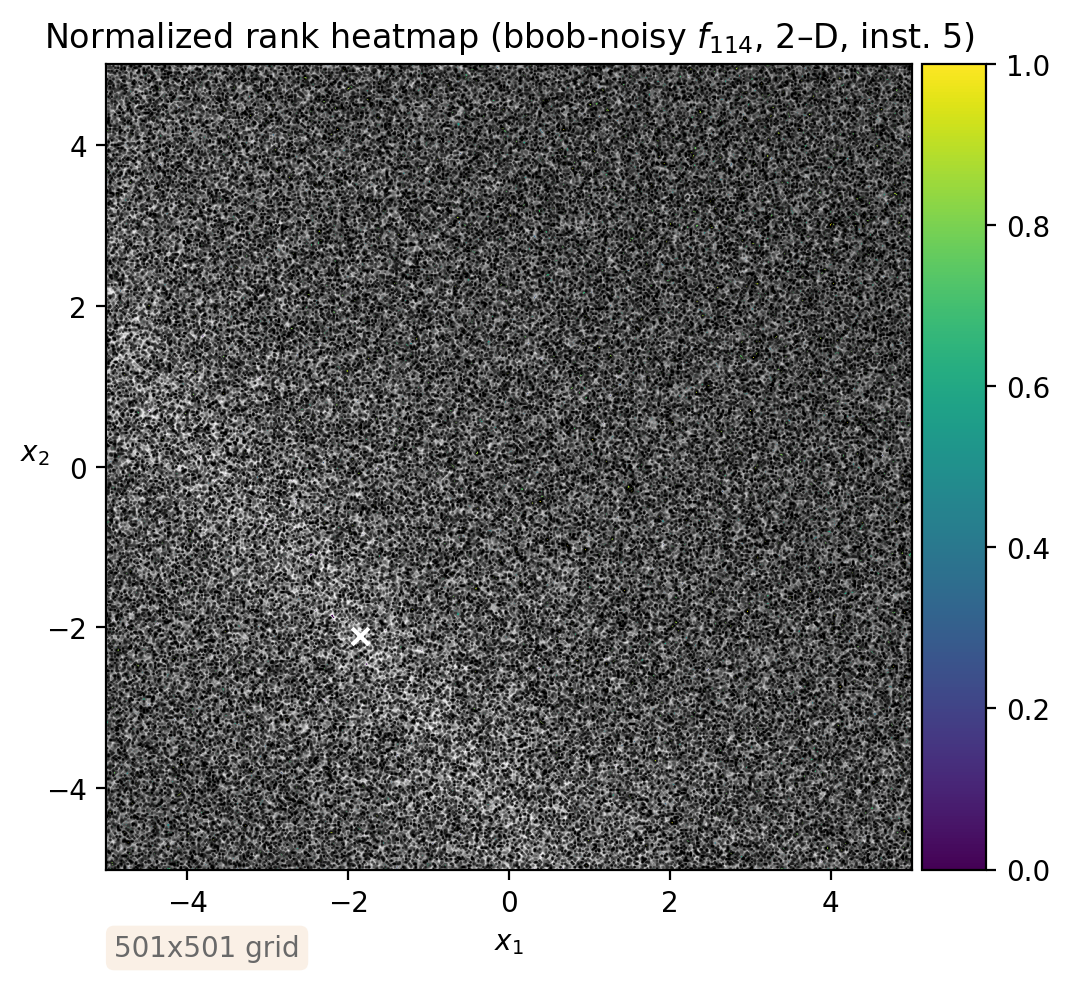 Normalized rank heatmap (bbob-noisy f₁₁₄, 2–D, inst. 5)
1.0
0.8
0.6
0.4
0.2
0.0
4
2
0
−2
−4
x₂
−4 −2 0 2 4
x₁
501x501 grid